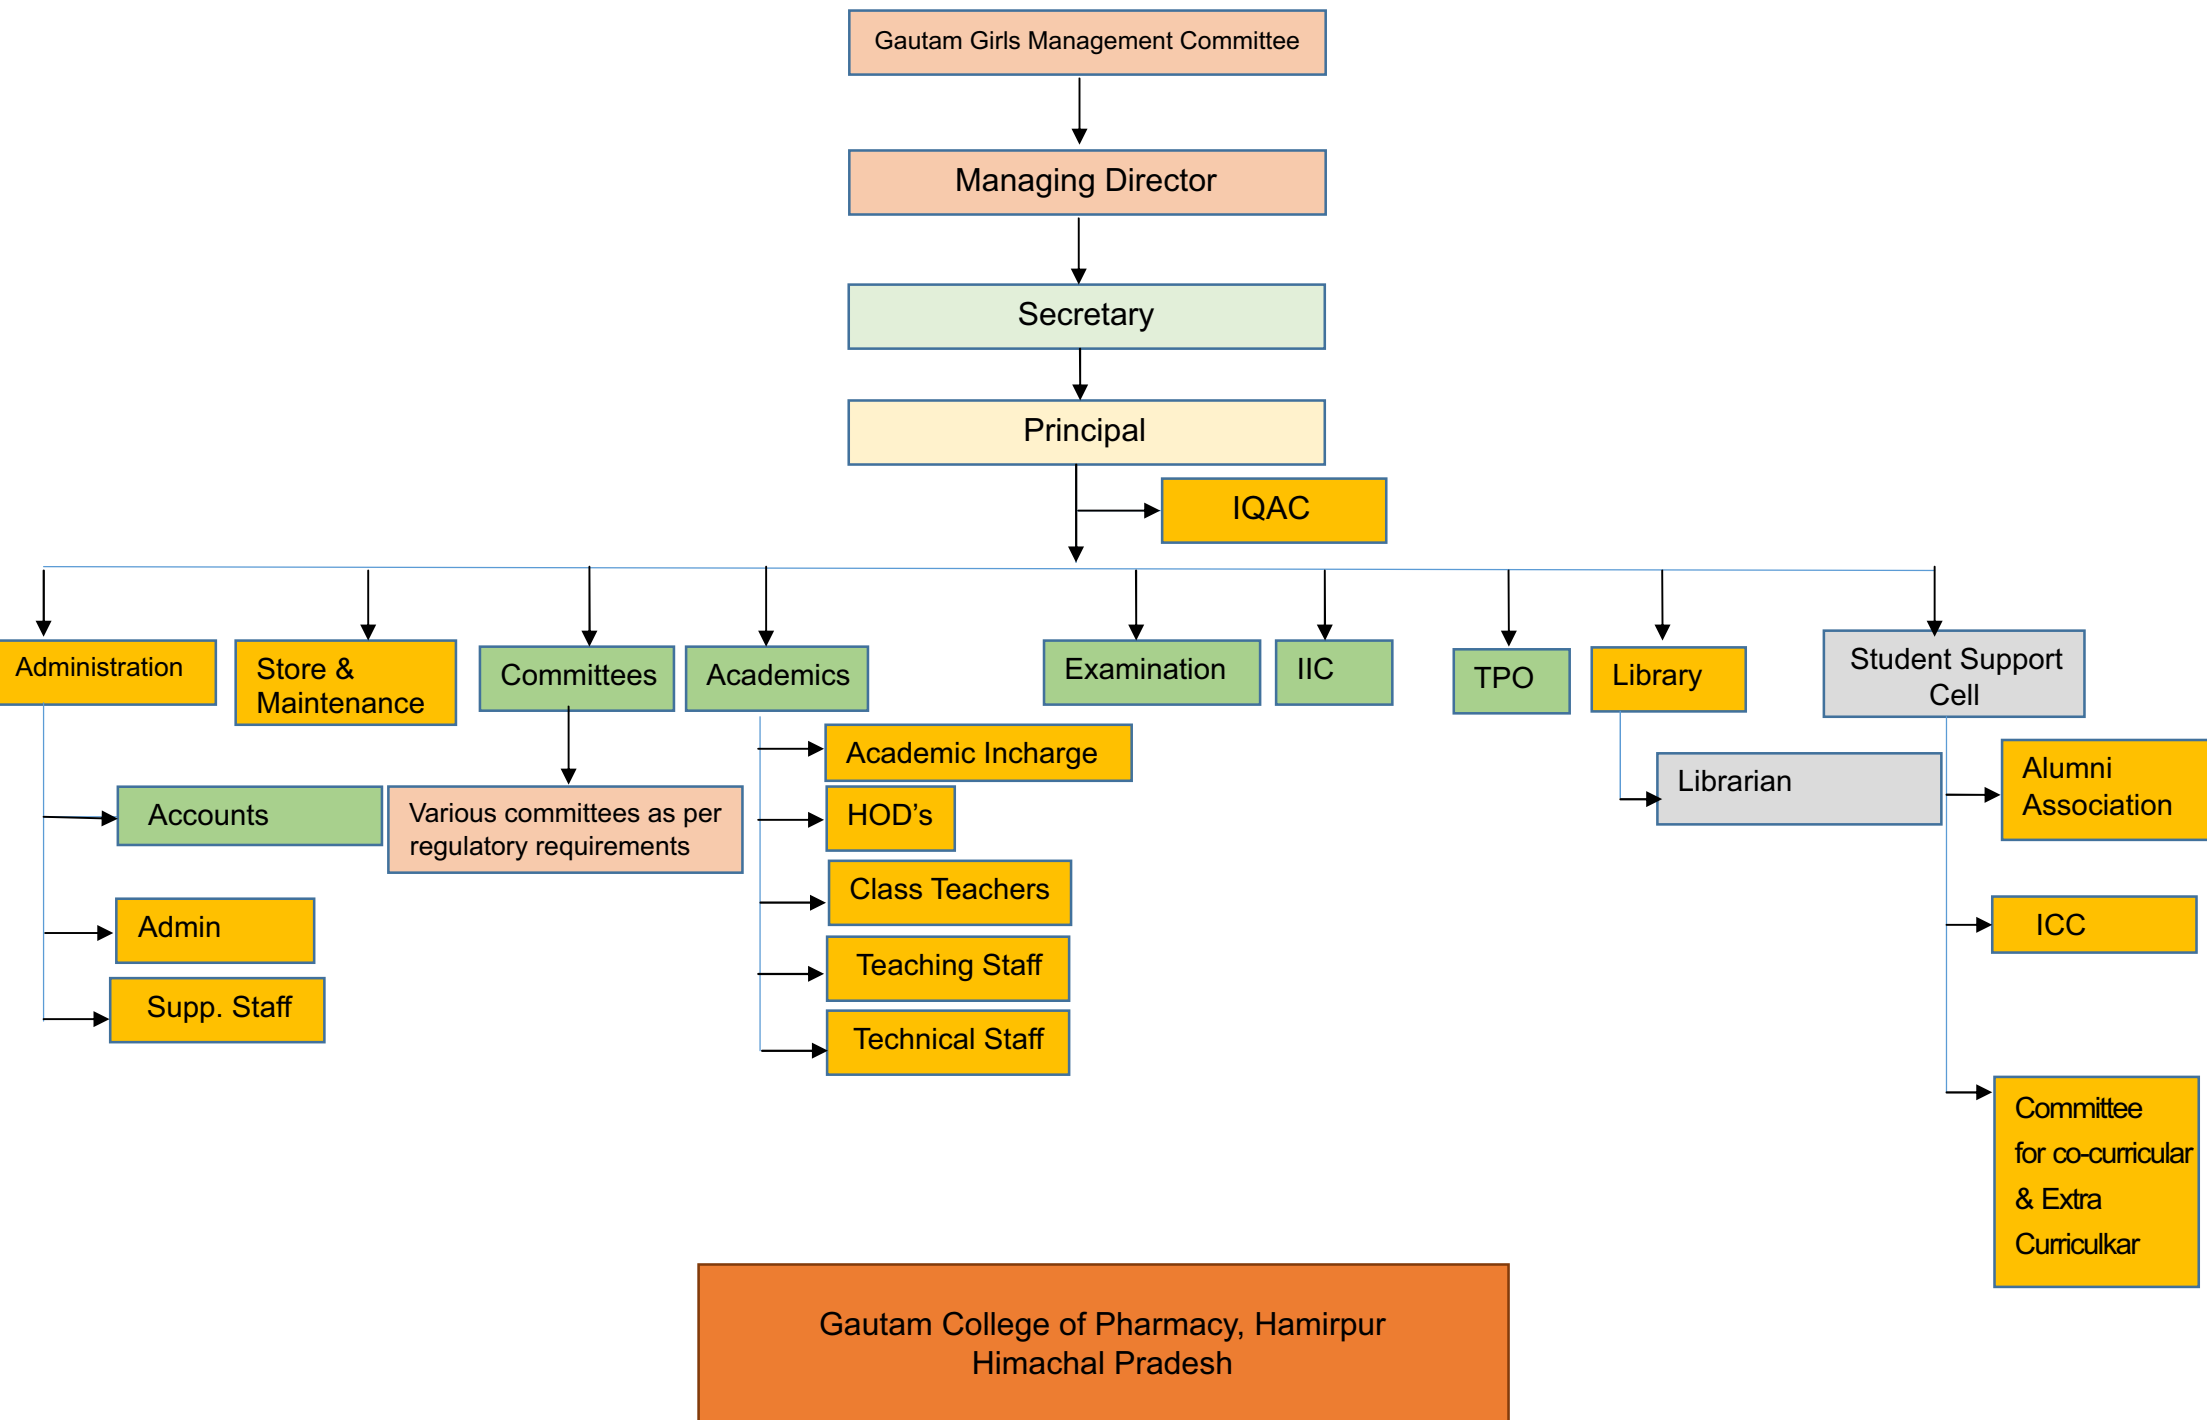 Gautam Girls Management Committee
Managing Director
Secretary
Principal
IQAC
Administration
Store &
Maintenance
Committees
Academics
Examination
IIC
TPO
Library
Student Support
Cell
Accounts
Admin
Supp. Staff
Various committees as per
regulatory requirements
Academic Incharge
HOD’s
Class Teachers
Teaching Staff
Technical Staff
Librarian
Alumni
Association
ICC
Committee
for co-curricular
& Extra
Curriculkar
Gautam College of Pharmacy, Hamirpur
Himachal Pradesh